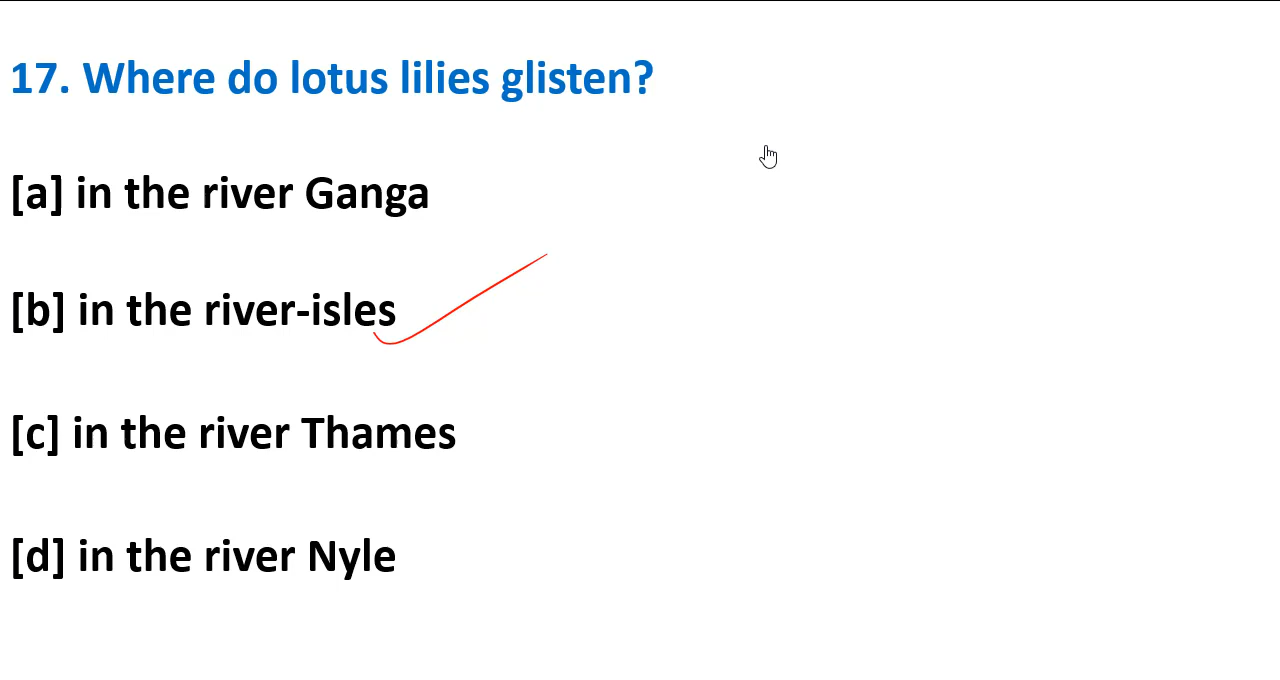 17. Where do lotus lilies glisten?
[a] in the river Ganga
[b] in the river-isles
[c] in the river Thames
[d] in the river Nyle